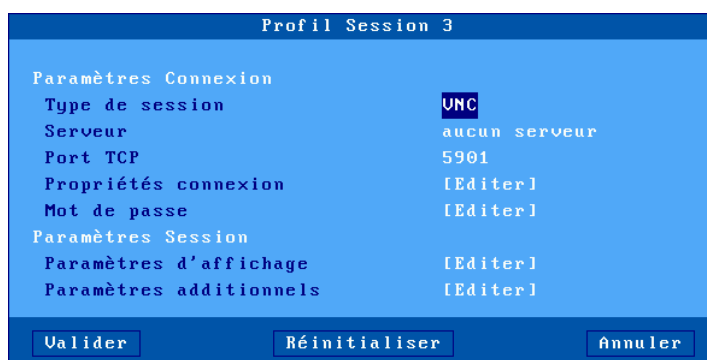 Profil Session 3
Paramètres Connexion
Type de session VNC
Serveur aucun serveur
Port TCP 5901
Propriétés connexion [Editer]
Mot de passe [Editer]
Paramètres Session
Paramètres d'affichage [Editer]
Paramètres additionnels [Editer]
Valider Réinitialiser Annuler